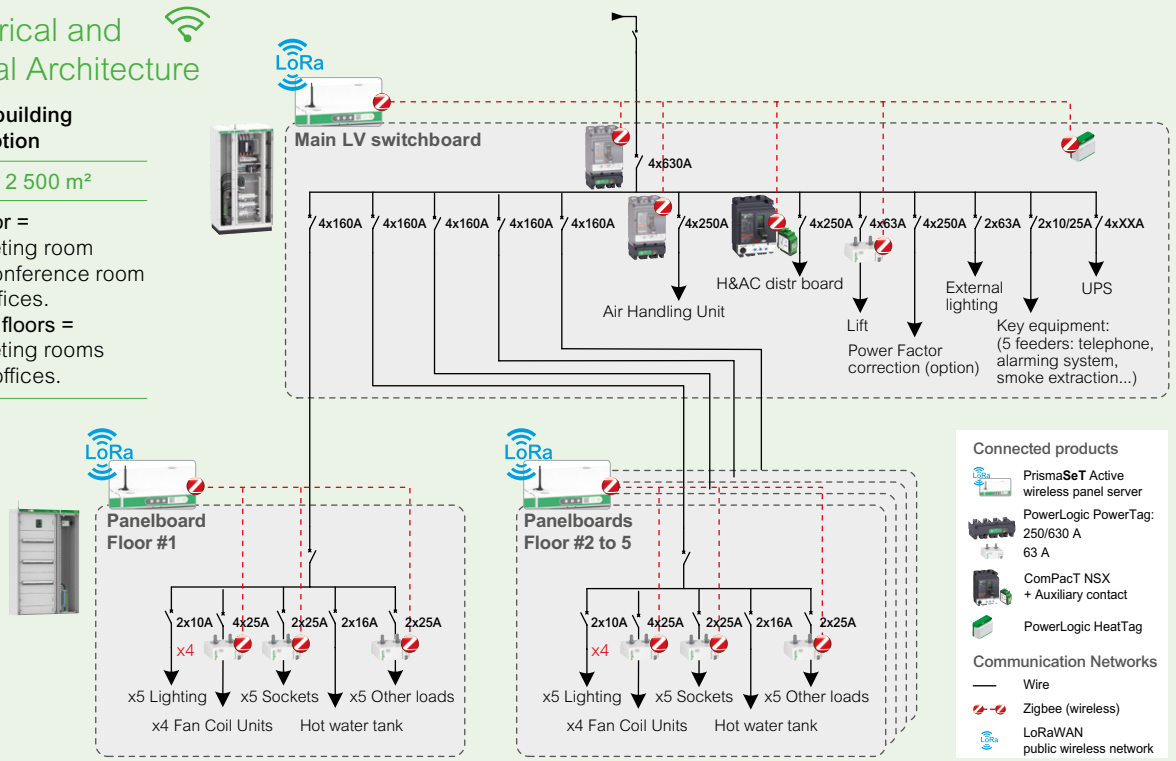 rical and
al Architecture
building
tion
2 500 m²
or =
ting room
onference room
ffices.
floors =
ting rooms
offices.
LoRa
Main LV switchboard
4x630A
4x160A
4x160A
4x160A
4x160A
4x160A
4x250A
4x250A
4x63A
4x250A
2x63A
2x10/25A
4xXXA
Air Handling Unit
H&AC distr board
Lift
Power Factor
correction (option)
External
lighting
Key equipment:
(5 feeders: telephone,
alarming system,
smoke extraction...)
UPS
LoRa
Panelboard
Floor #1
2x10A
4x25A
2x25A
2x16A
2x25A
x4
x5 Lighting
x5 Sockets
x5 Other loads
x4 Fan Coil Units
Hot water tank
LoRa
Panelboards
Floor #2 to 5
2x10A
4x25A
2x25A
2x16A
2x25A
x4
x5 Lighting
x5 Sockets
x5 Other loads
x4 Fan Coil Units
Hot water tank
Connected products
LoRa
PrismaSeT Active
wireless panel server
PowerLogic PowerTag:
250/630 A
63 A
ComPacT NSX
+ Auxiliary contact
PowerLogic HeatTag
Communication Networks
Wire
Zigbee (wireless)
LoRa
LoRaWAN
public wireless network